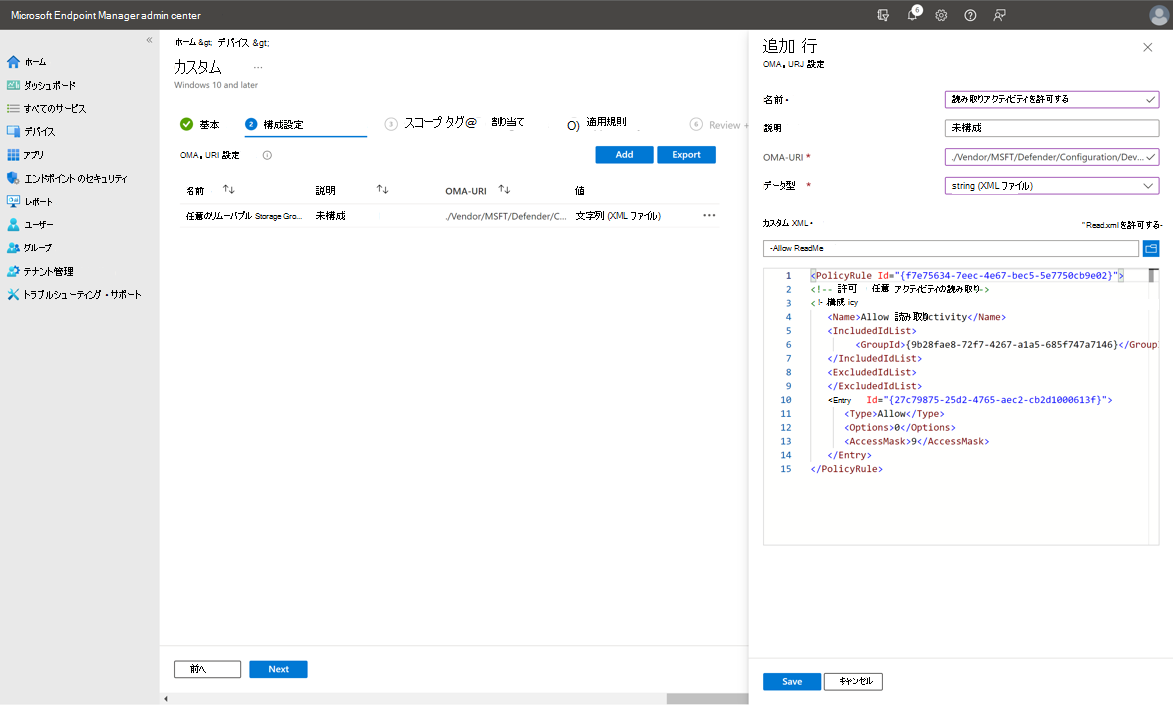 Microsoft Endpoint Manager admin center
6
«
ホーム
ダッシュボード
すべてのサービス
デバイス
アプリ
エンドポイントのセキュリティ
レポート
ユーザー
グループ
テナント管理
トラブルシューティング・サポート
ホーム &gt; デバイス &gt;
カスタム ...
Windows 10 and later
基本
2 構成設定
3 スコープ タグ@
割り当て
O) 適用規則
6 Review +
OMA, URI 設定
Add
Export
名前 ↑↓ 説明 ↑↓ OMA-URI ↑↓ 値
任意のリムーバブル Storage Gro... 未構成 ./Vendor/MSFT/Defender/C... 文字列 (XML ファイル) ...
前へ
Next
追加 行
OMA, URJ 設定
名前・ 読み取りアクティビティを許可する
説明 未構成
OMA-URI * ./Vendor/MSFT/Defender/Configuration/Dev...
データ型 * string (XML ファイル)
カスタム XML・
"Read.xml を許可する-
-Allow ReadMe
1 <PolicyRule Id="{f7e75634-7eec-4e67-bec5-5e7750cb9e02}">
2 <!-- 許可 任意 アクティビティの読み取り->
3 <!- 構成 icy
4 <Name>Allow 読み取りctivity</Name>
5 <IncludedIdList>
6 <GroupId>{9b28fae8-72f7-4267-a1a5-685f747a7146}</Group
7 </IncludedIdList>
8 <ExcludedIdList>
9 </ExcludedIdList>
10 <Entry Id="{27c79875-25d2-4765-aec2-cb2d1000613f}">
11 <Type>Allow</Type>
12 <Options>0</Options>
13 <AccessMask>9</AccessMask>
14 </Entry>
15 </PolicyRule>
Save
キャンセル